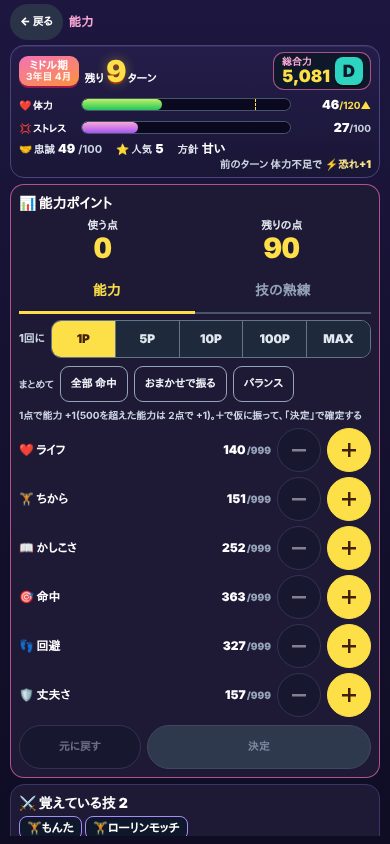 ← 戻る 能力
ミドル期
3年目 4月
残り 9 ターン
総合力
5,081 D
❤️ 体力 46/120▲
💢 ストレス 27/100
🤝 忠誠 49 /100 ⭐ 人気 5 方針 甘い
前のターン 体力不足で ⚡恐れ+1
📊 能力ポイント
使う点 残りの点
0 90
能力 技の熟練
1回に 1P 5P 10P 100P MAX
まとめて 全部 命中 おまかせで振る バランス
1点で能力 +1(500を超えた能力は 2点で +1)。＋で仮に振って、「決定」で確定する
❤️ ライフ 140/999 − +
🏋️ ちから 151/999 − +
📖 かしこさ 252/999 − +
🎯 命中 363/999 − +
👣 回避 327/999 − +
🛡️ 丈夫さ 157/999 − +
元に戻す 決定
⚔️ 覚えている技 2
🏋️もんた 🏋️ローリンモッチ